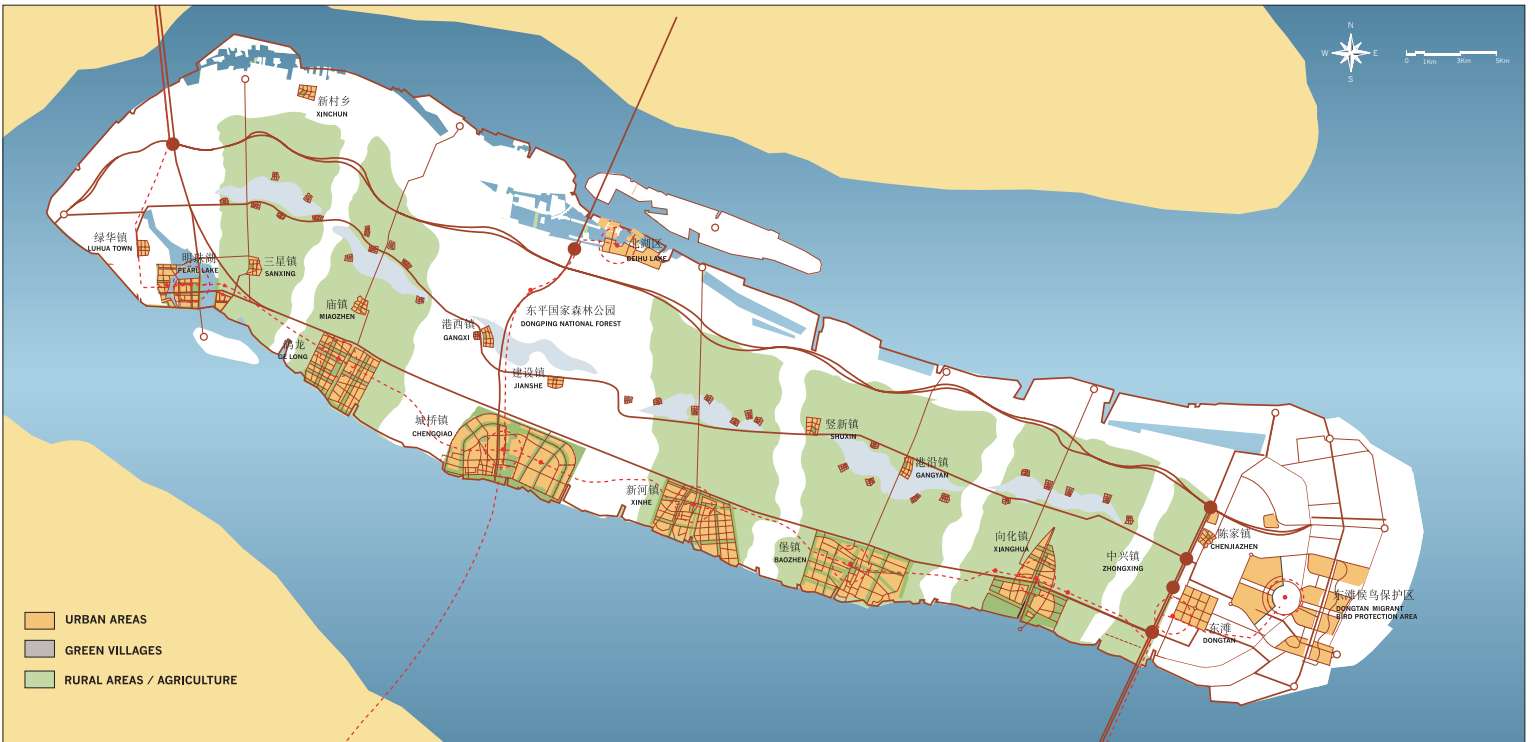 N
W
E
S
0
1Km
3Km
5Km
新村乡
XINCHUN
绿华镇
LUHUA TOWN
明珠湖
PEARL LAKE
三星镇
SANXING
庙镇
MIAOZHEN
鸽龙
GE LONG
港西镇
GANGXI
东平国家森林公园
DONGPING NATIONAL FOREST
北湖区
BEIHU LAKE
建设镇
JIANSHE
城桥镇
CHENGQIAO
竖新镇
SHUXIN
港沿镇
GANGYAN
新河镇
XINHE
堡镇
BAOZHEN
向化镇
XIANGHUA
中兴镇
ZHONGXING
陈家镇
CHENJIAZHEN
东滩
DONGTAN
东滩候鸟保护区
DONGTAN MIGRANT
BIRD PROTECTION AREA
URBAN AREAS
GREEN VILLAGES
RURAL AREAS / AGRICULTURE